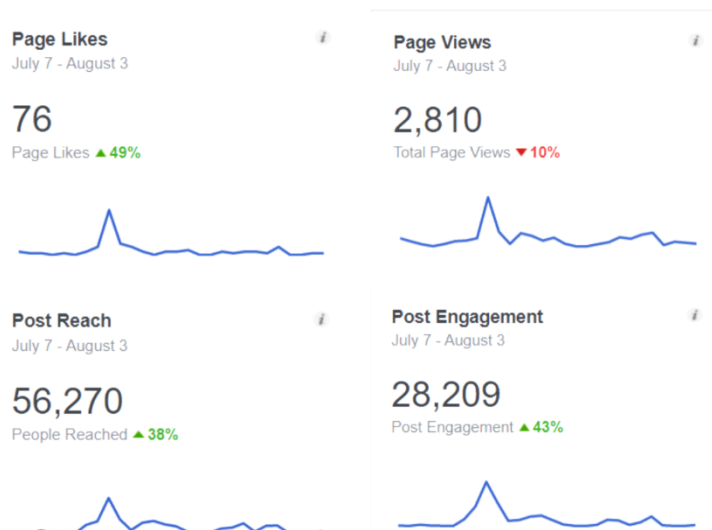 Page Likes
July 7 - August 3
76
Page Likes ▲ 49%
Page Views
July 7 - August 3
2,810
Total Page Views ▼ 10%
Post Reach
July 7 - August 3
56,270
People Reached ▲ 38%
Post Engagement
July 7 - August 3
28,209
Post Engagement ▲ 43%